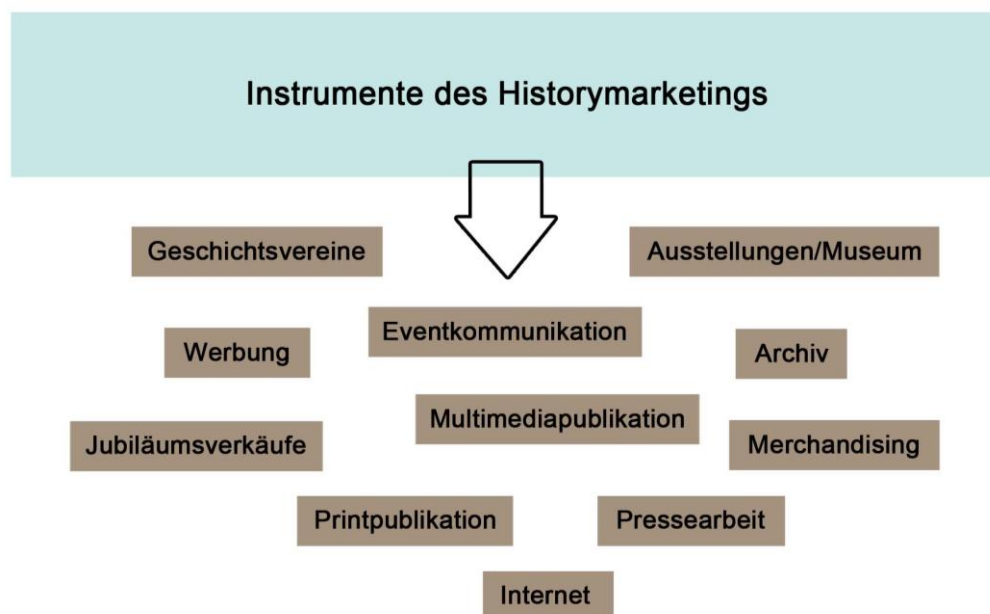 Instrumente des Historymarketings
Geschichtsvereine
Ausstellungen/Museum
Eventkommunikation
Werbung
Archiv
Multimediapublikation
Jubiläumsverkäufe
Merchandising
Printpublikation
Pressearbeit
Internet